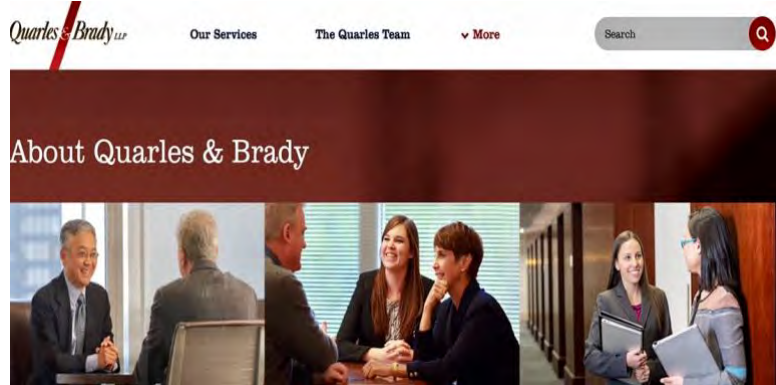 Quarles & Brady LLP
Our Services
The Quarles Team
More
Search
About Quarles & Brady